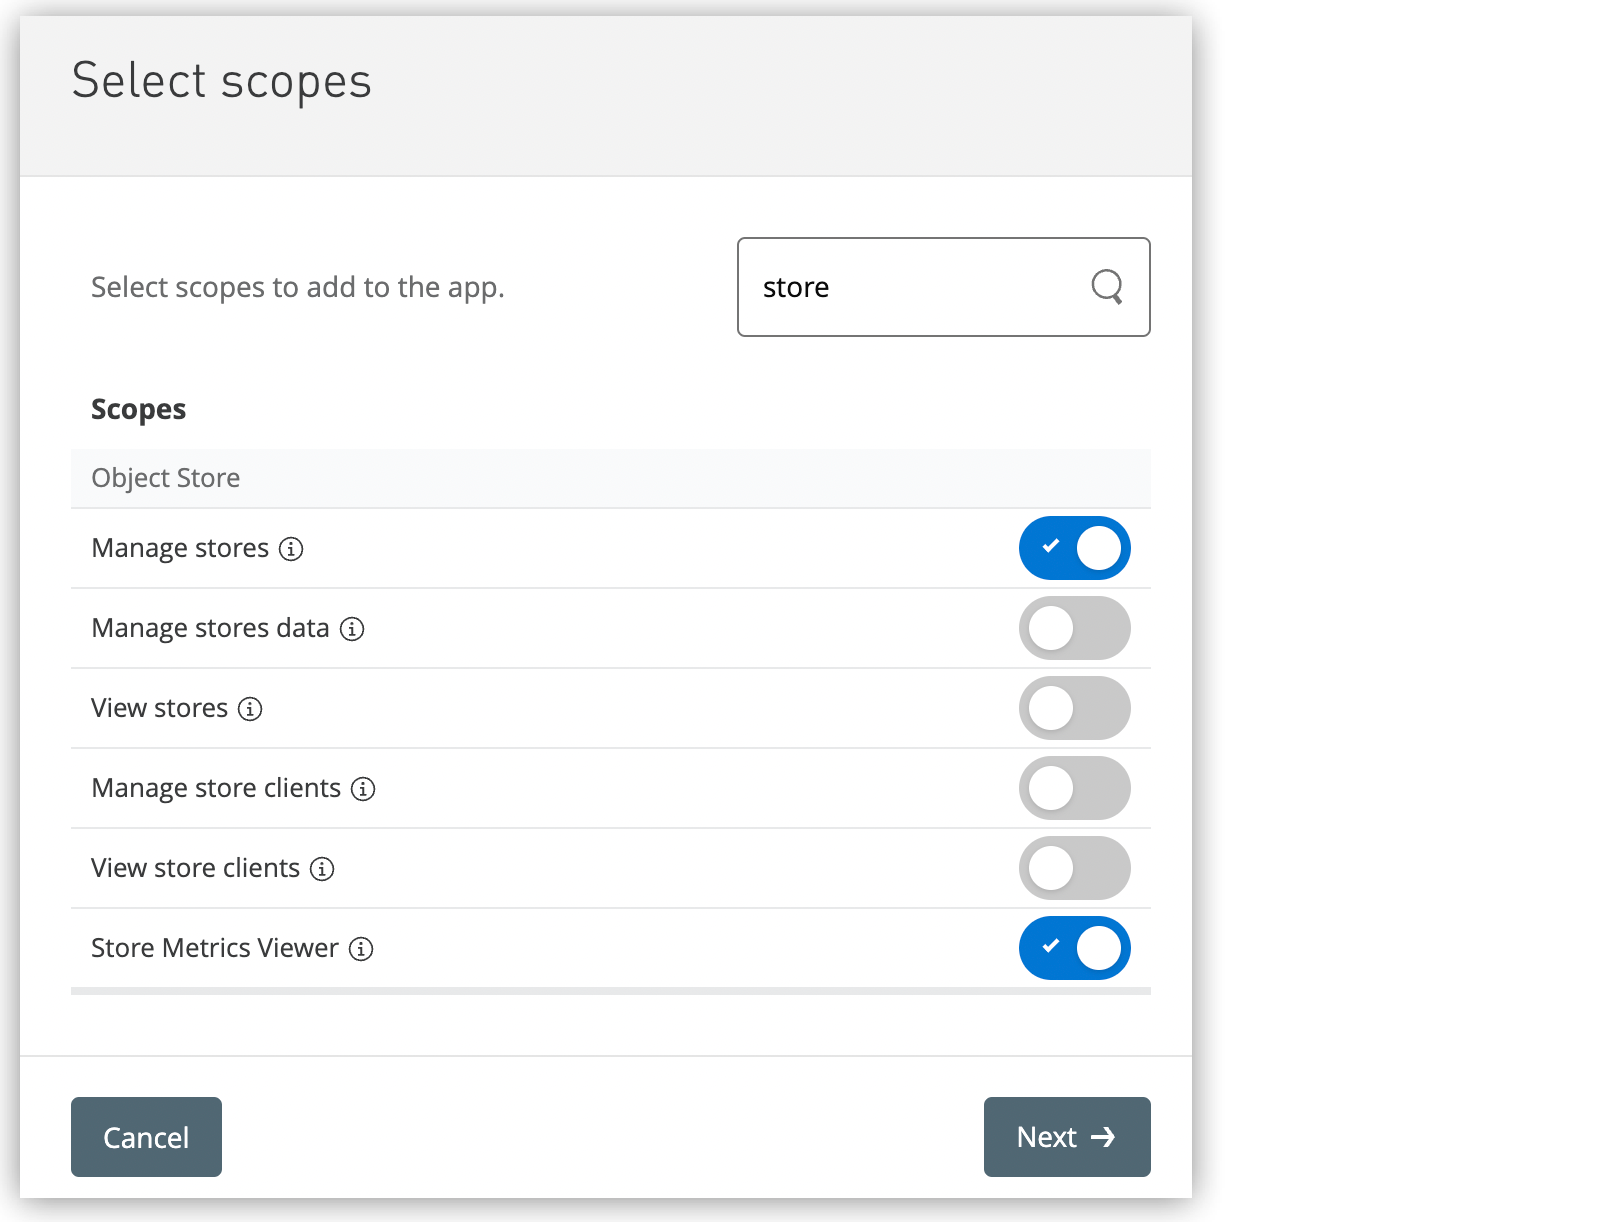 Select scopes
Select scopes to add to the app.
store
Scopes
Object Store
Manage stores
Manage stores data
View stores
Manage store clients
View store clients
Store Metrics Viewer
Cancel
Next